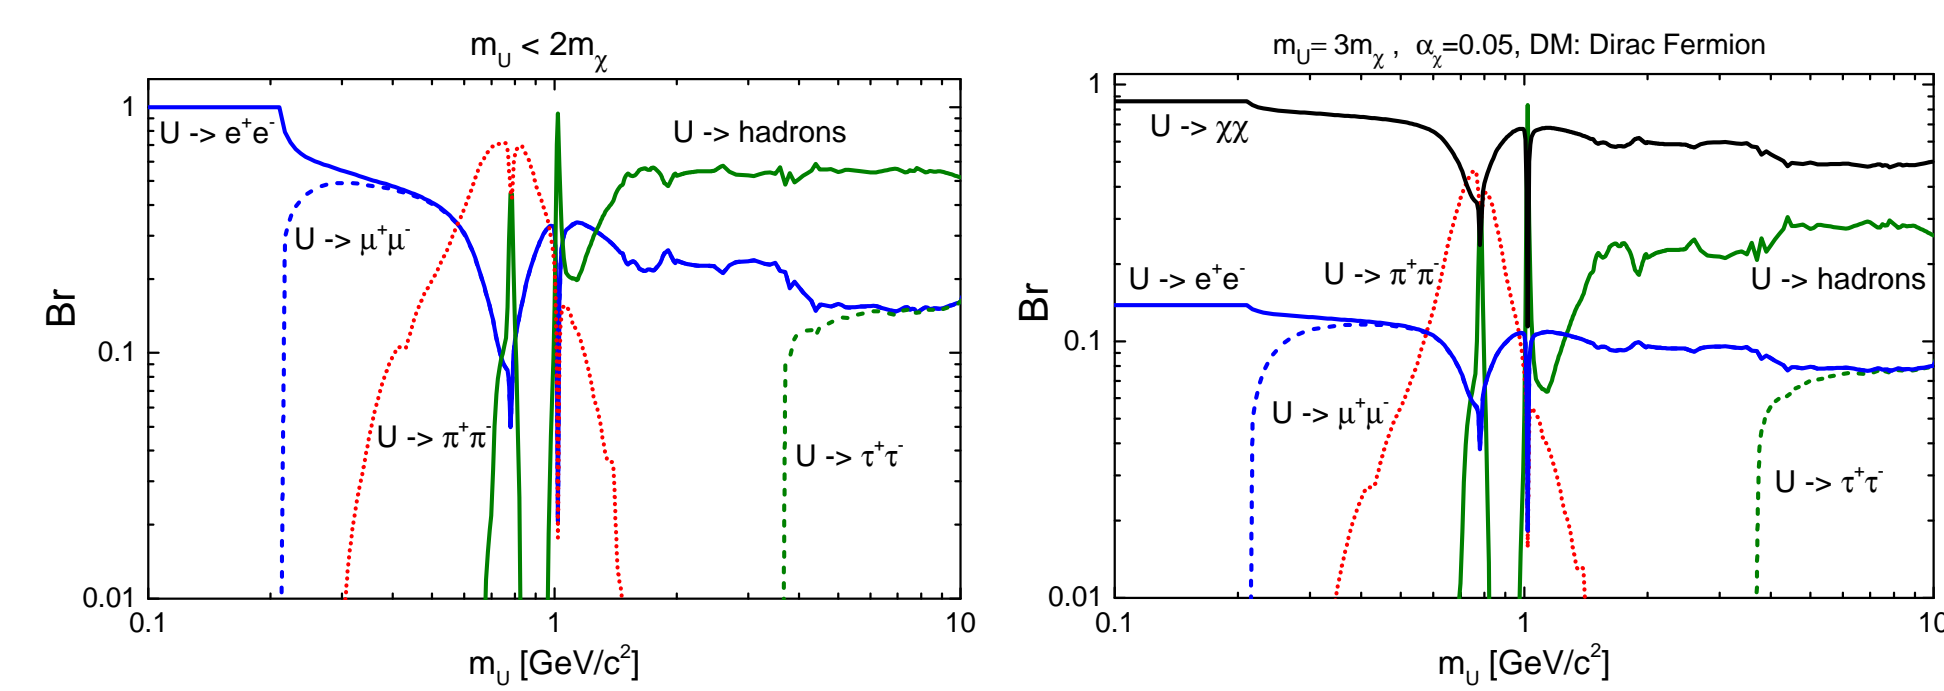 m_U < 2m_χ
1
0.1
0.01
0.1
1
10
Br
m_U [GeV/c²]
U -> e⁺e⁻
U -> hadrons
U -> μ⁺μ⁻
U -> π⁺π⁻
U -> τ⁺τ⁻
m_U= 3m_χ , α_χ=0.05, DM: Dirac Fermion
1
0.1
0.01
0.1
1
10
Br
m_U [GeV/c²]
U -> χχ
U -> e⁺e⁻
U -> π⁺π⁻
U -> hadrons
U -> μ⁺μ⁻
U -> τ⁺τ⁻